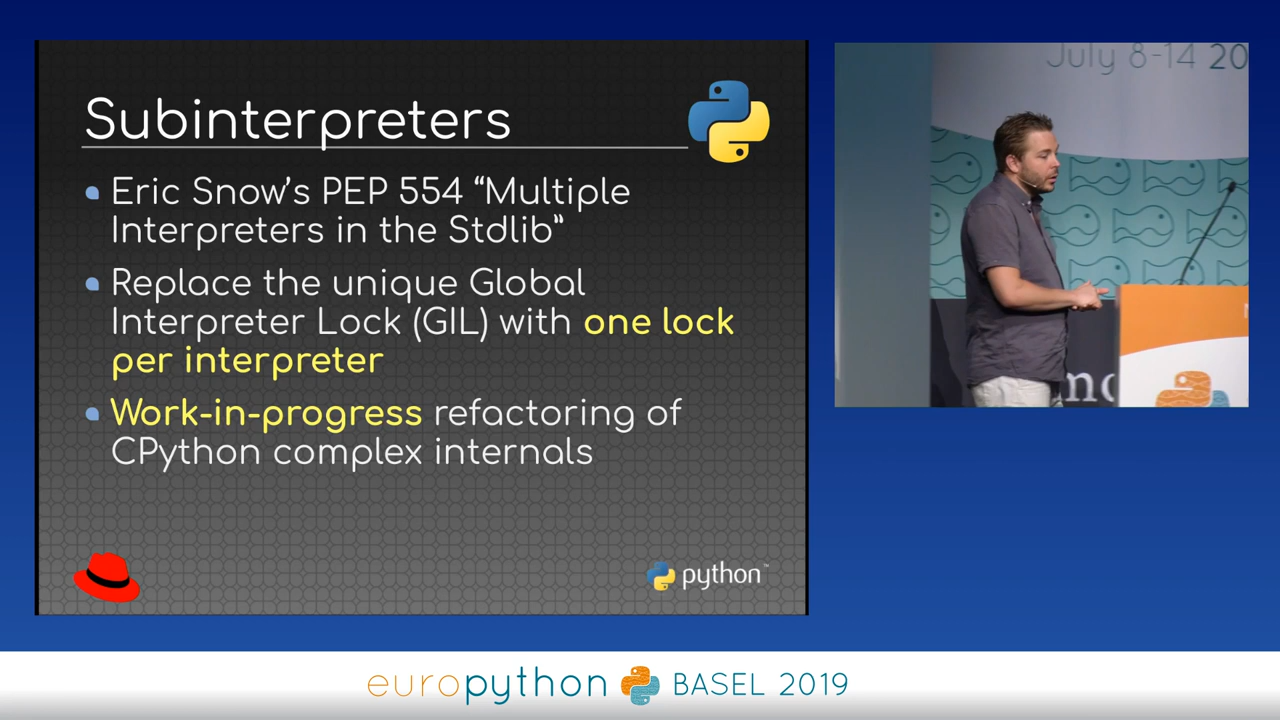 Subinterpreters
Eric Snow's PEP 554 “Multiple
Interpreters in the Stdlib”
Replace the unique Global
Interpreter Lock (GIL) with one lock
per interpreter
Work-in-progress refactoring of
CPython complex internals
python™
July 8-14 20
europython BASEL 2019